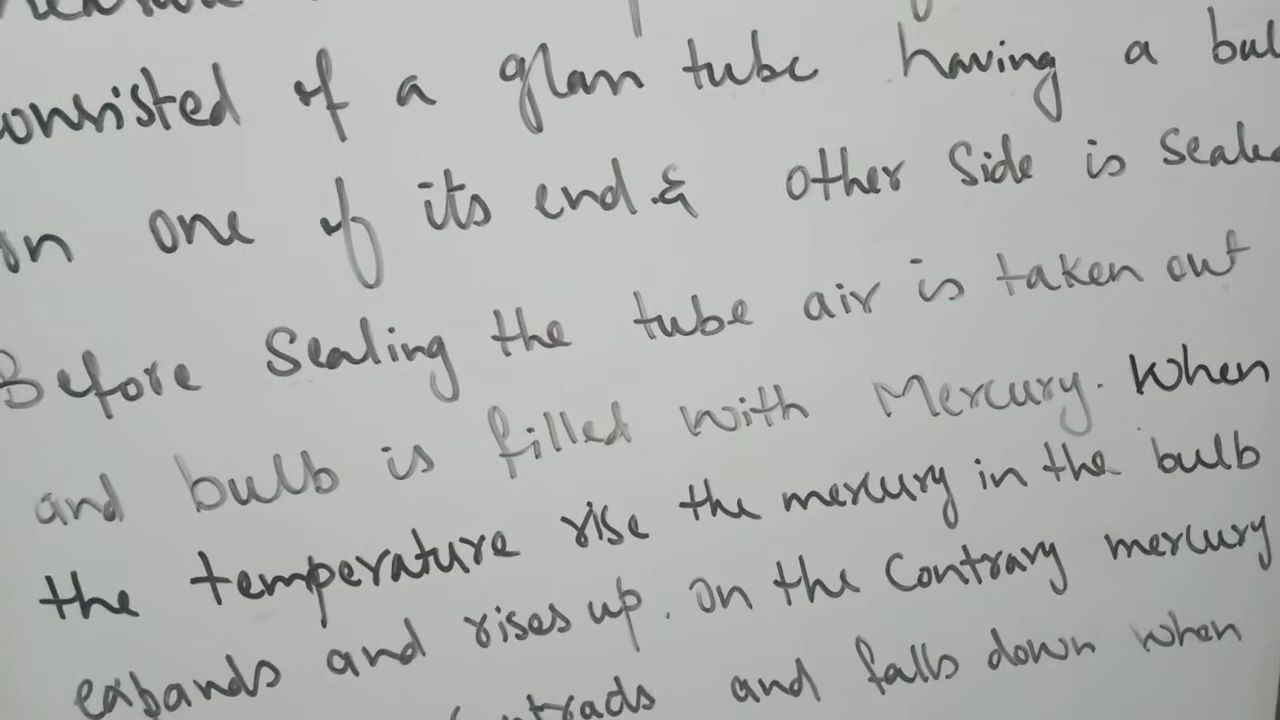 consisted of a glass tube having a bul
on one of its end & other side is seale
Before sealing the tube air is taken out
and bulb is filled with Mercury. When
the temperature rise the mercury in the bulb
expands and rises up. on the contrary mercury
and falls down when